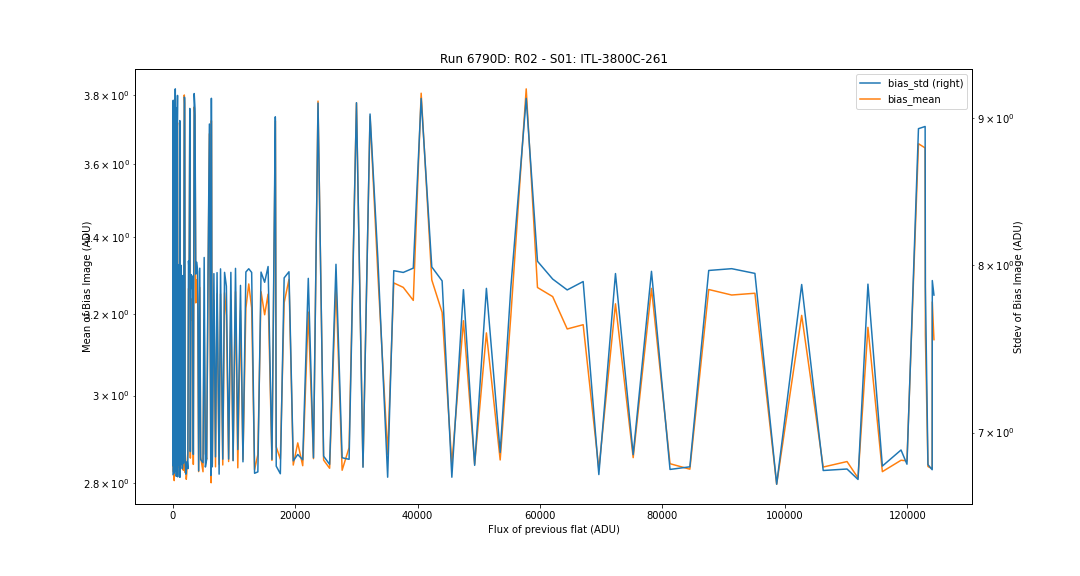 Run 6790D: R02 - S01: ITL-3800C-261
bias_std (right)
bias_mean
3.8 × 10⁰
3.6 × 10⁰
3.4 × 10⁰
3.2 × 10⁰
3 × 10⁰
2.8 × 10⁰
Mean of Bias Image (ADU)
9 × 10⁰
8 × 10⁰
7 × 10⁰
Stdev of Bias Image (ADU)
0 20000 40000 60000 80000 100000 120000
Flux of previous flat (ADU)